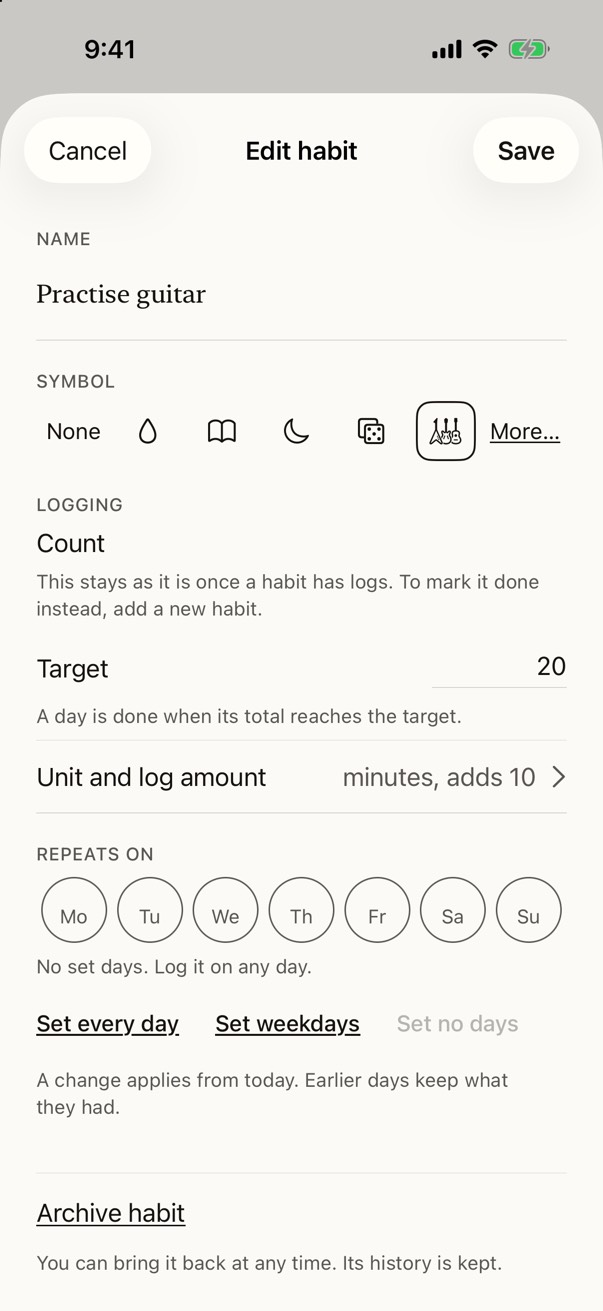 9:41
Cancel
Edit habit
Save
NAME
Practise guitar
SYMBOL
None
More...
LOGGING
Count
This stays as it is once a habit has logs. To mark it done
instead, add a new habit.
Target
20
A day is done when its total reaches the target.
Unit and log amount
minutes, adds 10
REPEATS ON
Mo
Tu
We
Th
Fr
Sa
Su
No set days. Log it on any day.
Set every day
Set weekdays
Set no days
A change applies from today. Earlier days keep what
they had.
Archive habit
You can bring it back at any time. Its history is kept.